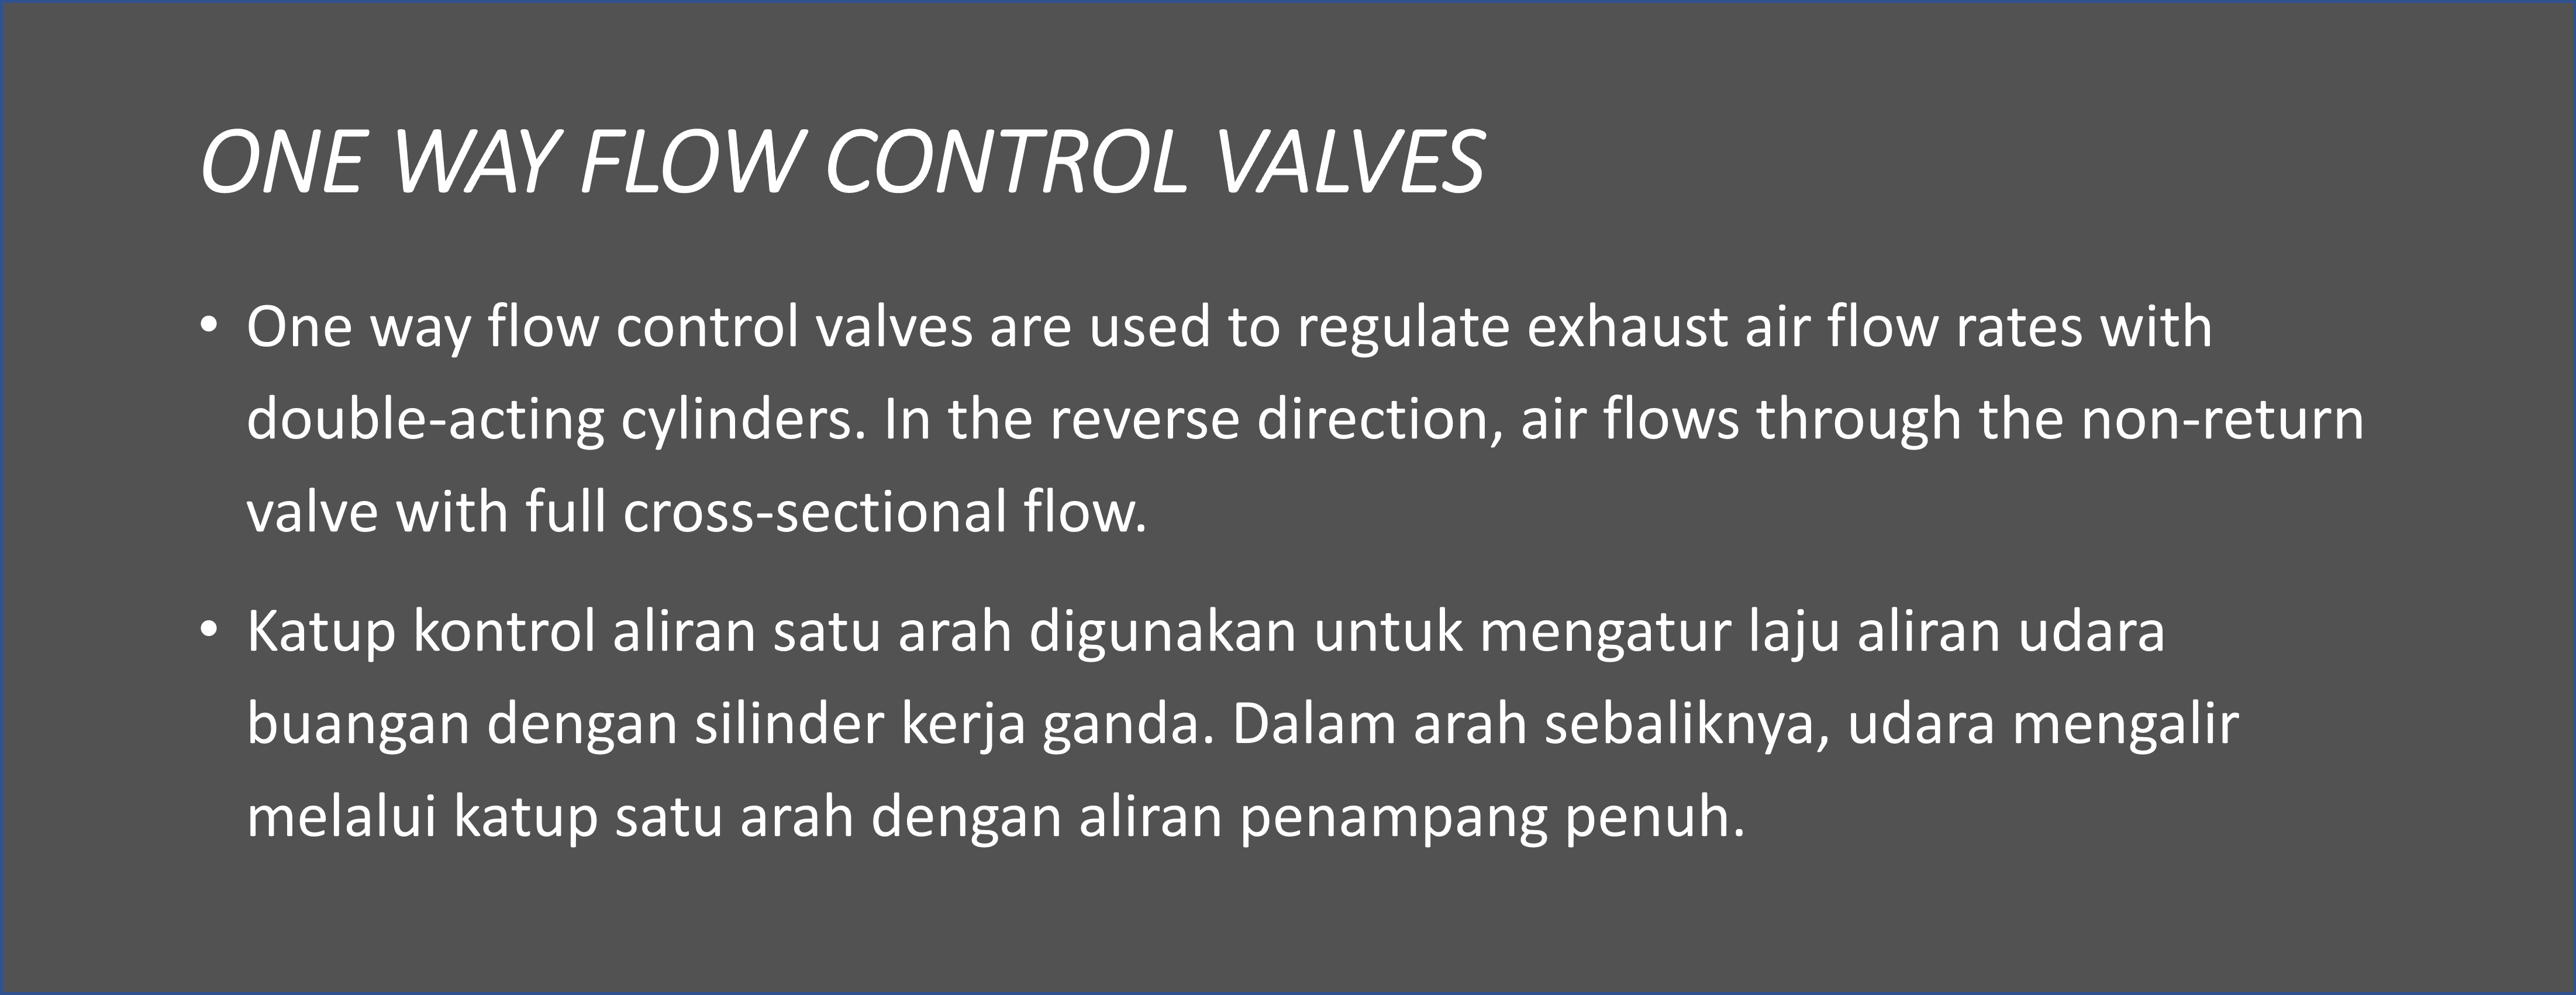 ONE WAY FLOW CONTROL VALVES
• One way flow control valves are used to regulate exhaust air flow rates with
double-acting cylinders. In the reverse direction, air flows through the non-return
valve with full cross-sectional flow.
• Katup kontrol aliran satu arah digunakan untuk mengatur laju aliran udara
buangan dengan silinder kerja ganda. Dalam arah sebaliknya, udara mengalir
melalui katup satu arah dengan aliran penampang penuh.